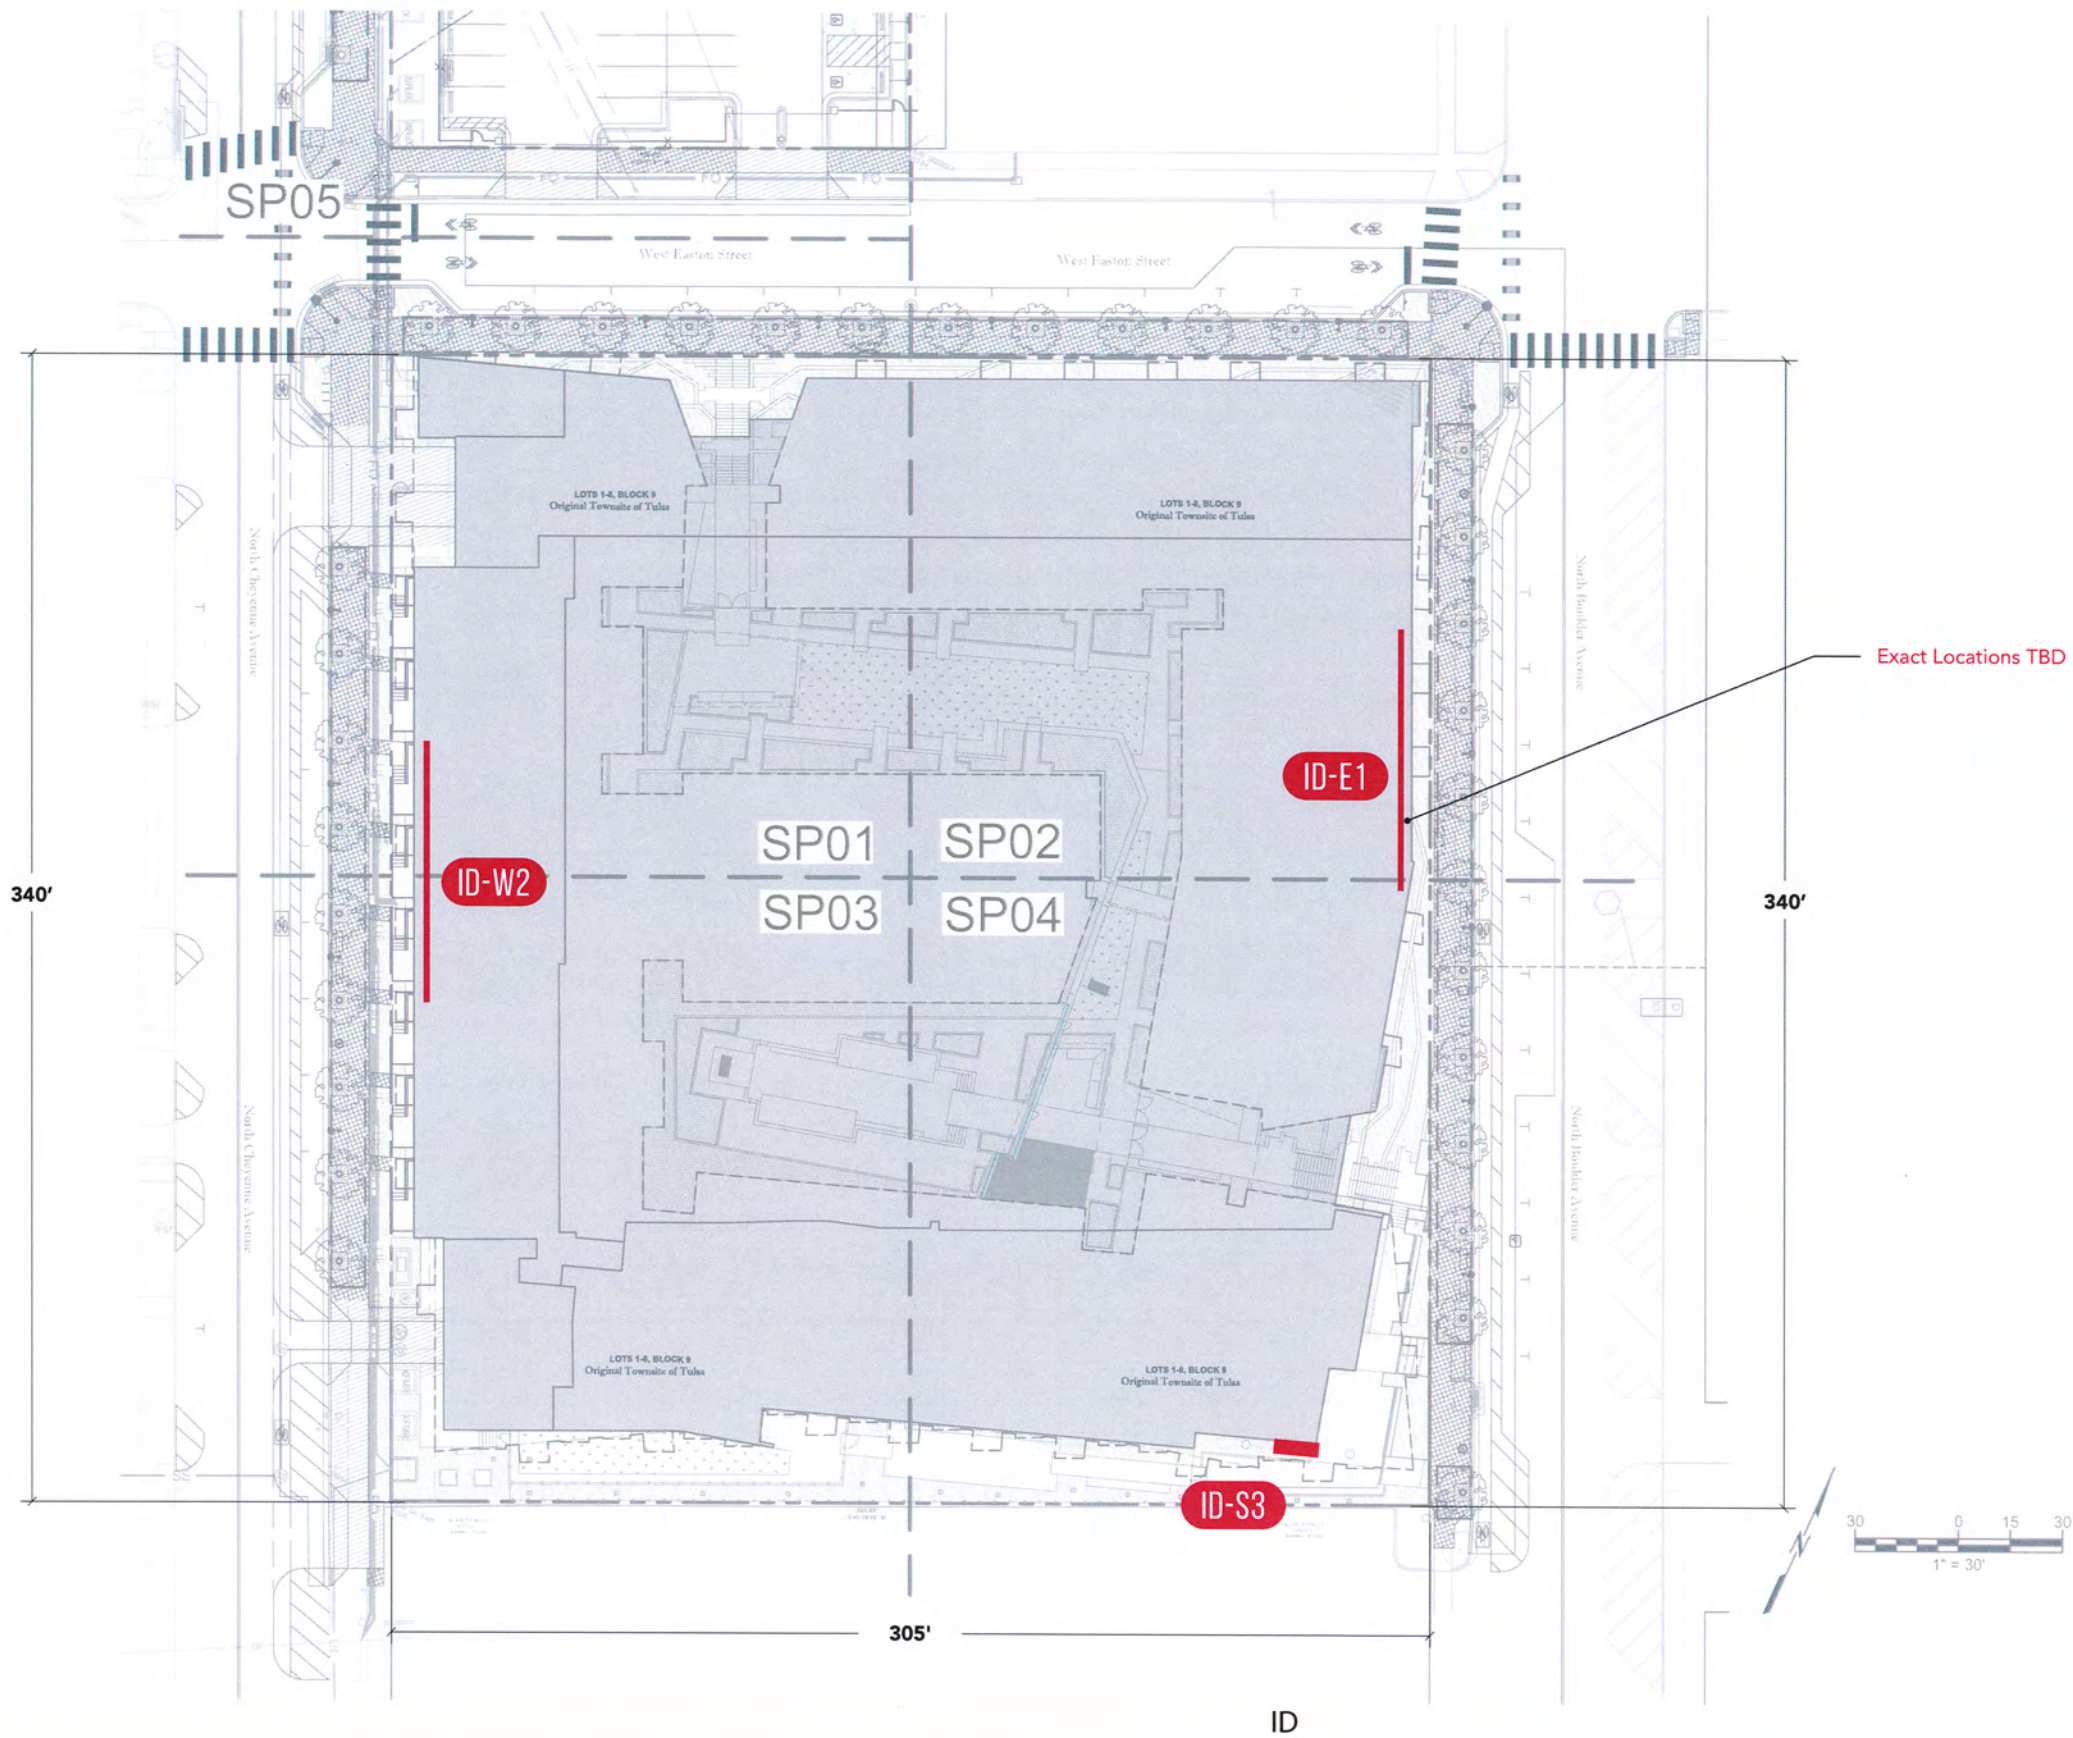 SP05
West Easton Street
West Easton Street
LOTS 1-8, BLOCK 9
Original Townsite of Tulsa
LOTS 1-8, BLOCK 9
Original Townsite of Tulsa
North Cheyenne Avenue
North Boulder Avenue
Exact Locations TBD
ID-E1
SP01
SP02
ID-W2
340'
340'
SP03
SP04
North Cheyenne Avenue
North Boulder Avenue
LOTS 1-8, BLOCK 9
Original Townsite of Tulsa
LOTS 1-8, BLOCK 9
Original Townsite of Tulsa
ID-S3
N
30 0 15 30
1" = 30'
305'
ID